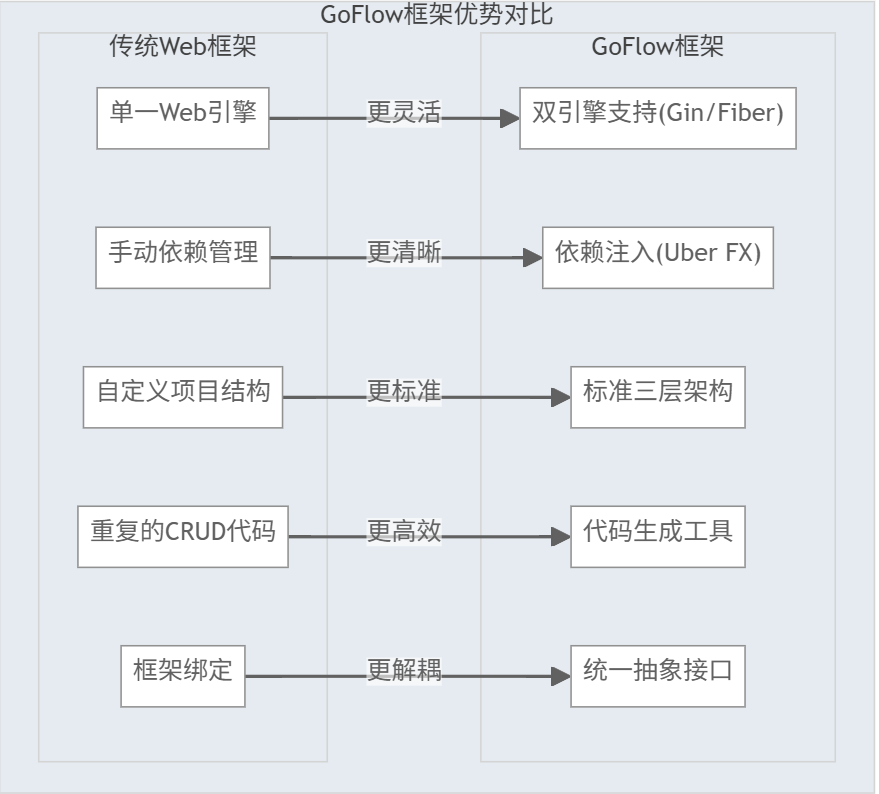 GoFlow框架优势对比
传统Web框架
GoFlow框架
单一Web引擎
更灵活
双引擎支持(Gin/Fiber)
手动依赖管理
更清晰
依赖注入(Uber FX)
自定义项目结构
更标准
标准三层架构
重复的CRUD代码
更高效
代码生成工具
框架绑定
更解耦
统一抽象接口